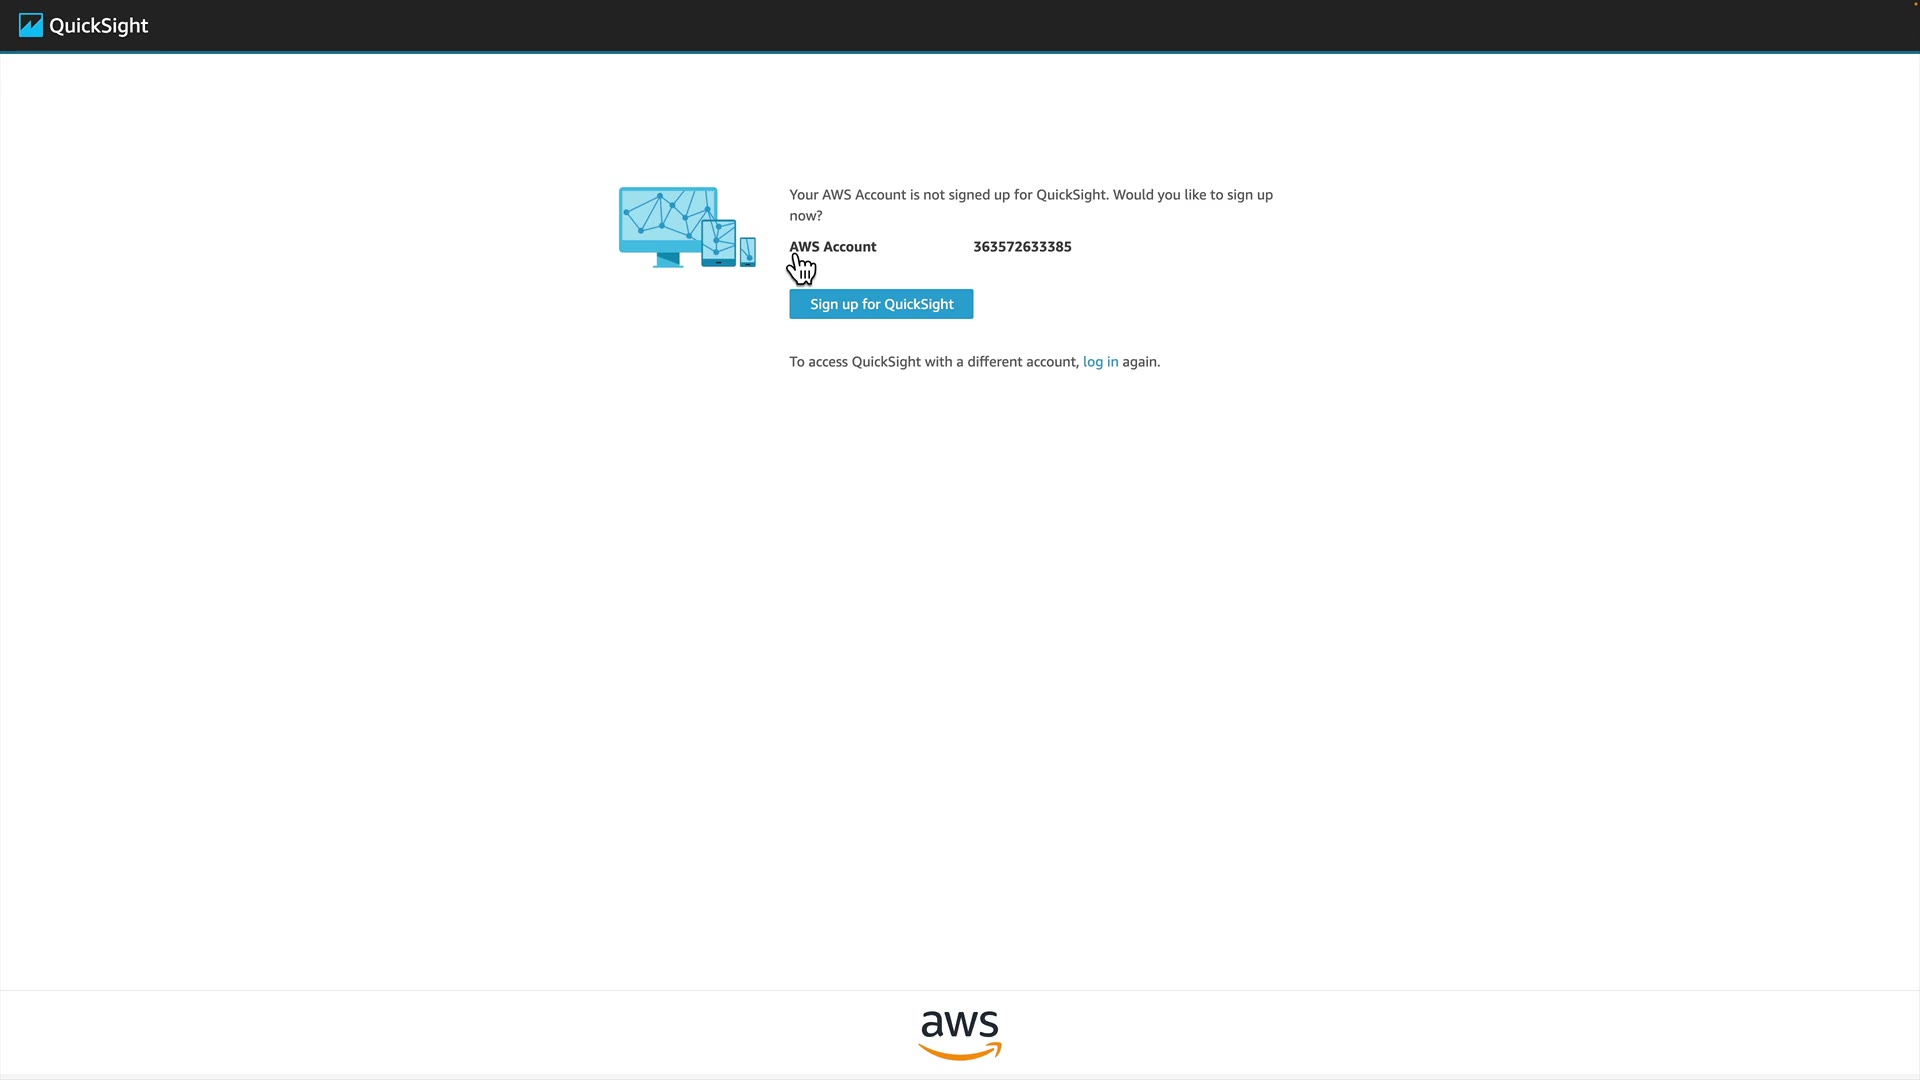 QuickSight
Your AWS Account is not signed up for QuickSight. Would you like to sign up
now?
AWS Account 363572633385
Sign up for QuickSight
To access QuickSight with a different account, log in again.
aws